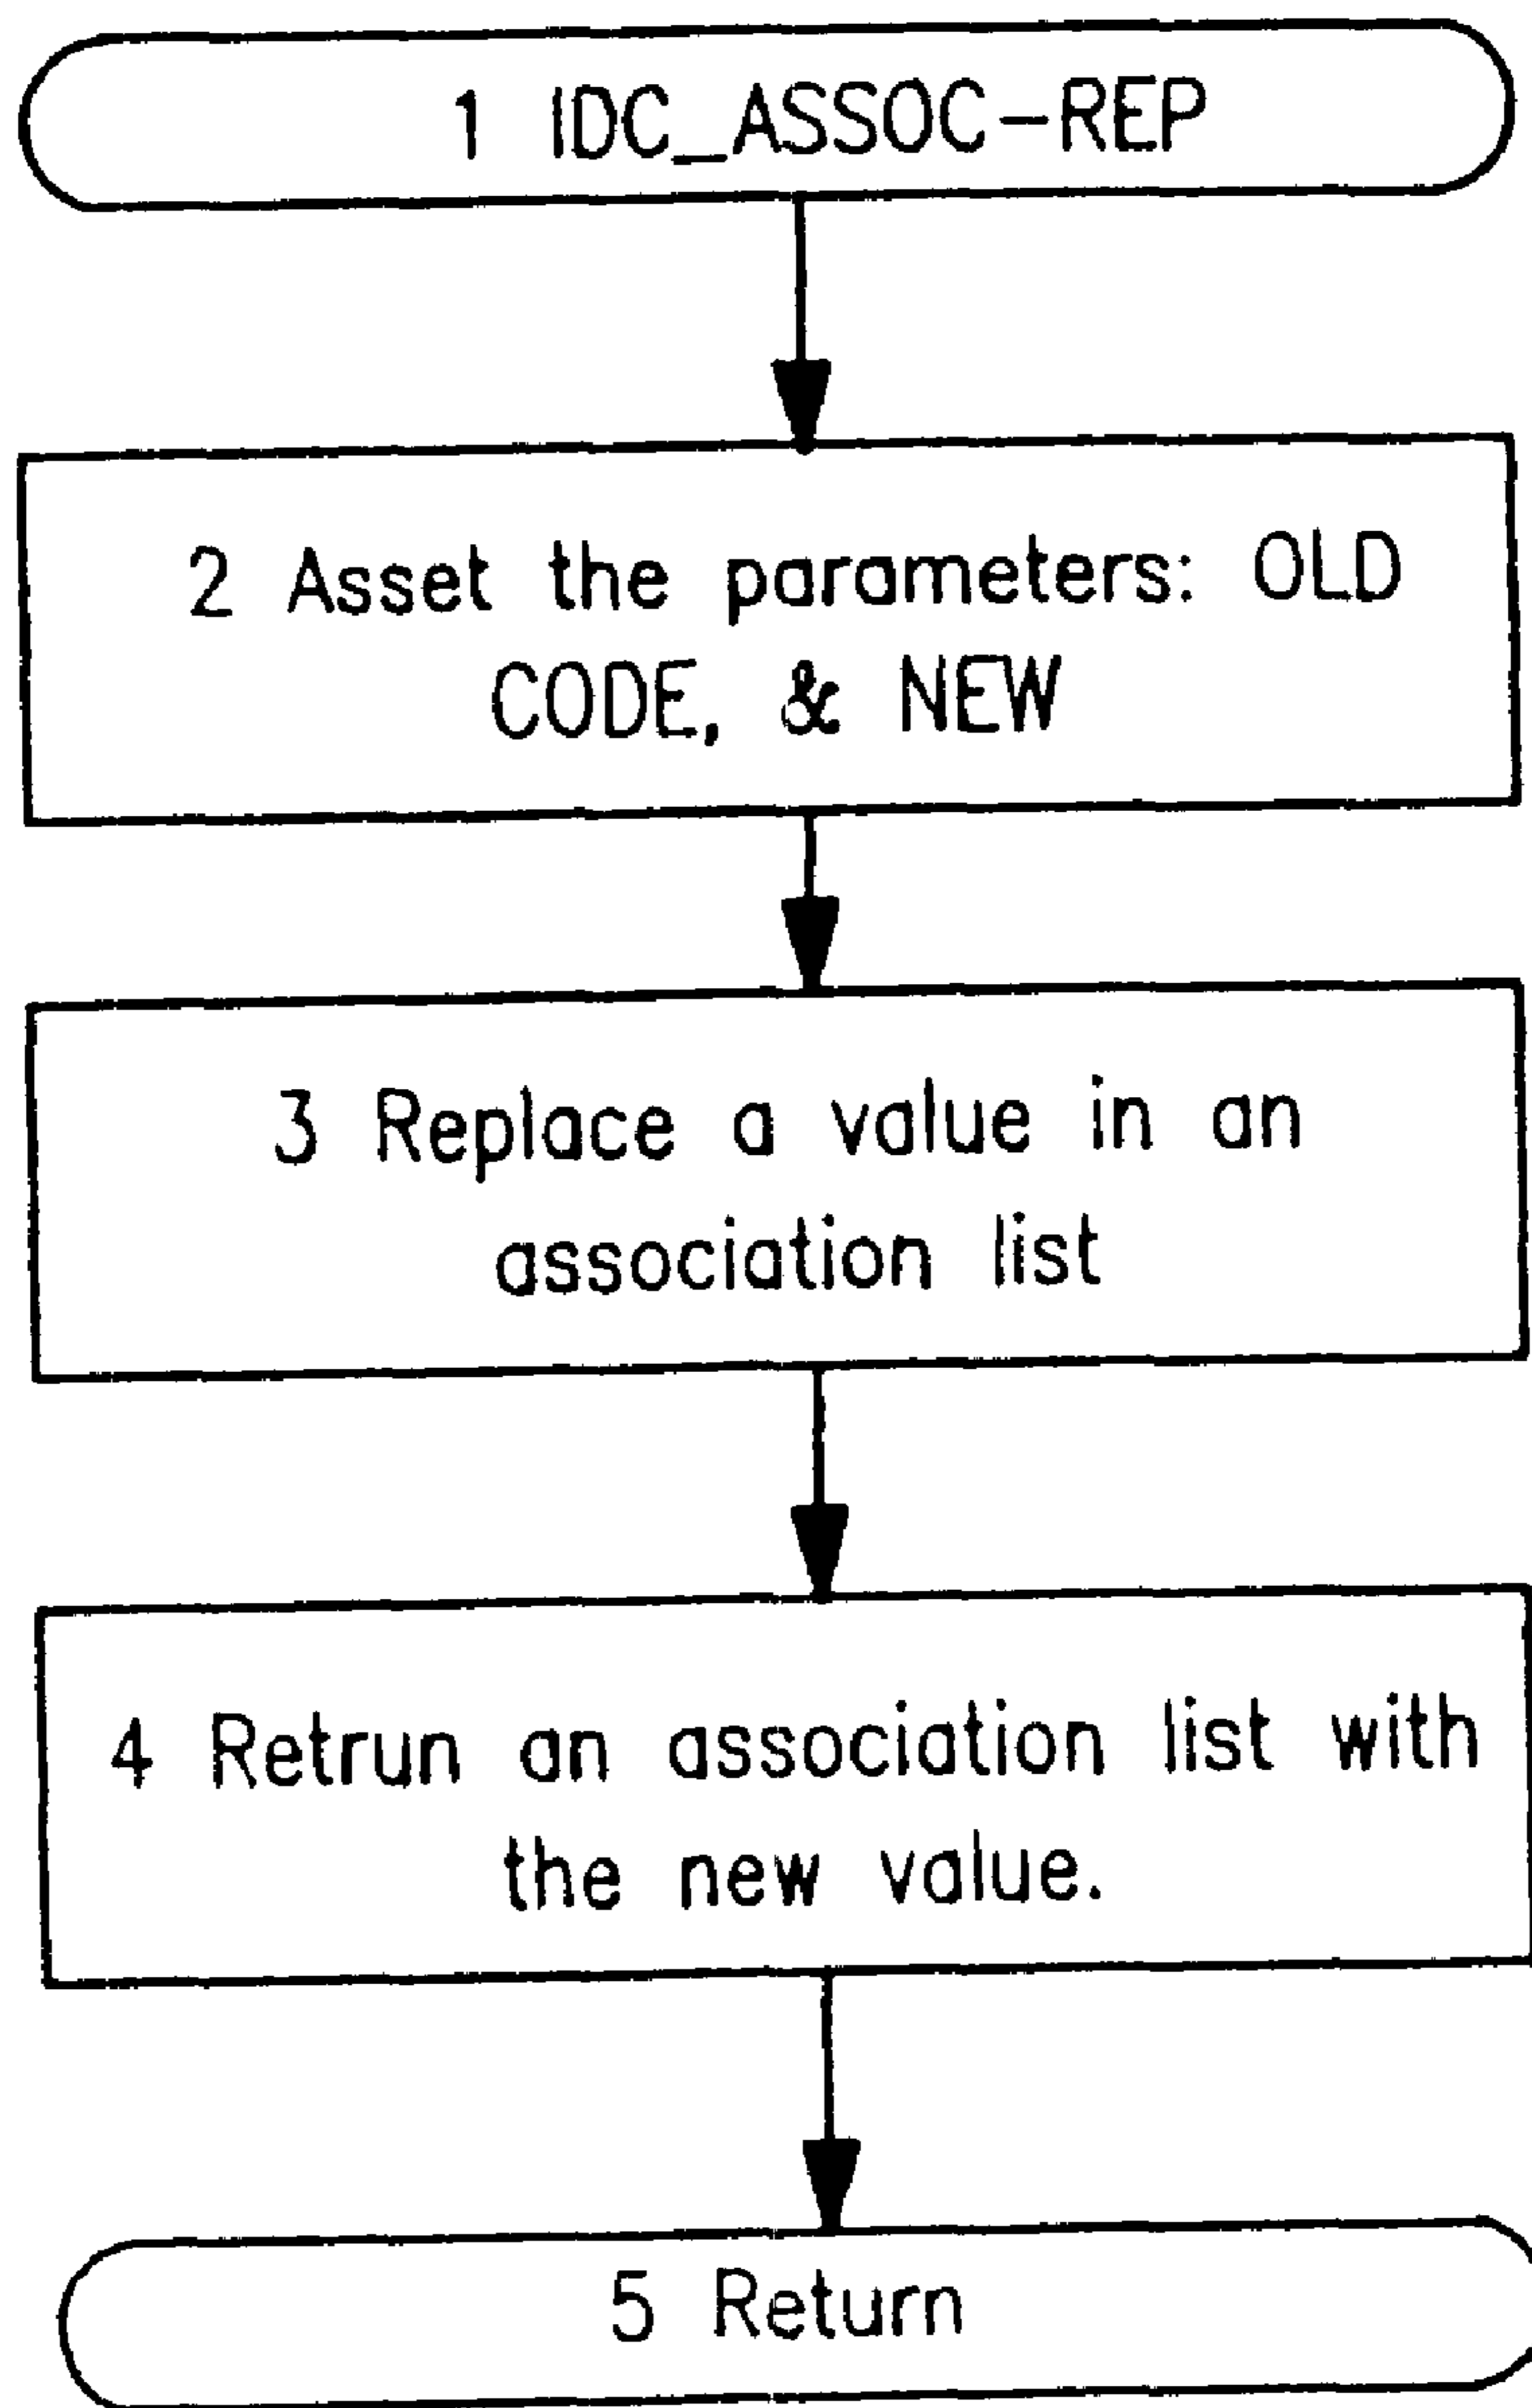 1 IDC_ASSOC-REP
2 Asset the parameters: OLD
CODE, & NEW
3 Replace a value in an
association list
4 Retrun an association list with
the new value.
5 Return